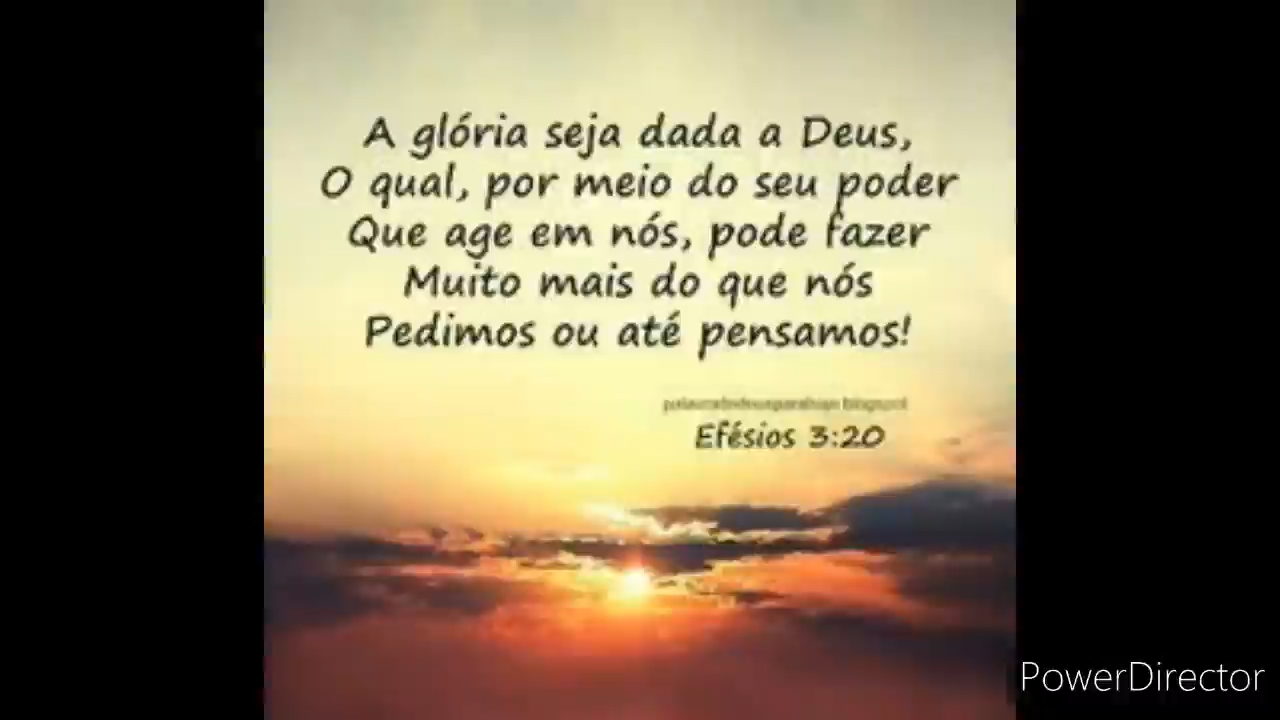 A glória seja dada a Deus,
O qual, por meio do seu poder
Que age em nós, pode fazer
Muito mais do que nós
Pedimos ou até pensamos!
Efésios 3:20
PowerDirector